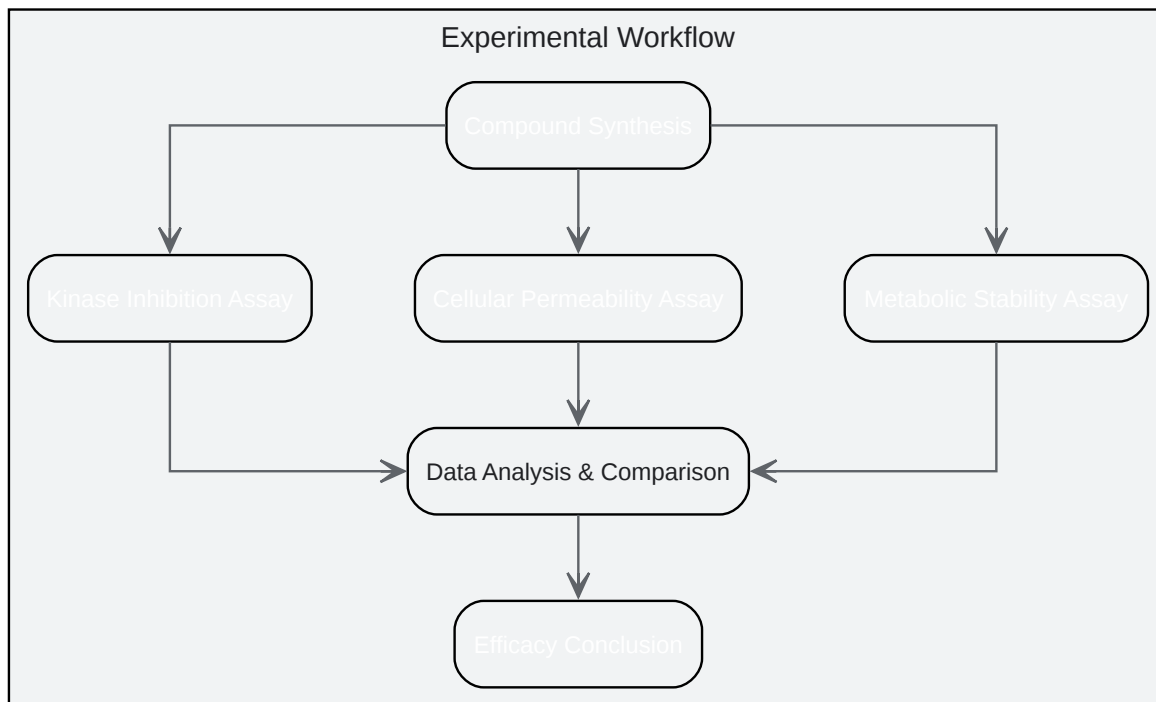 Experimental Workflow
Compound Synthesis
Kinase Inhibition Assay
Cellular Permeability Assay
Metabolic Stability Assay
Data Analysis & Comparison
Efficacy Conclusion